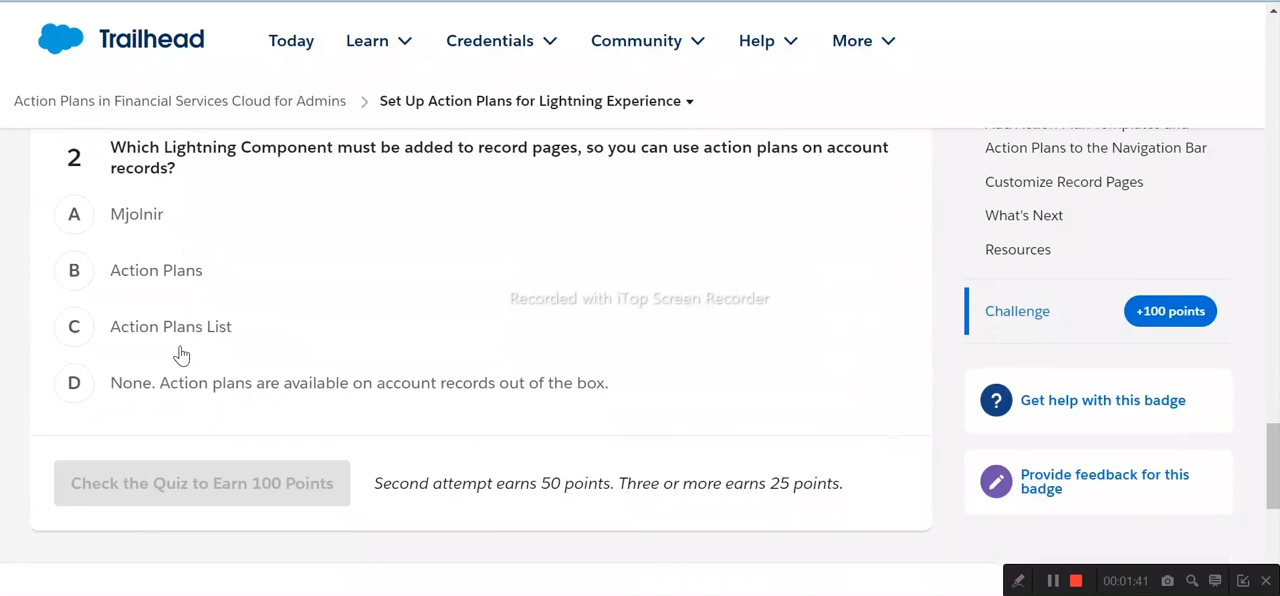 Trailhead
Today Learn Credentials Community Help More
Action Plans in Financial Services Cloud for Admins > Set Up Action Plans for Lightning Experience
2 Which Lightning Component must be added to record pages, so you can use action plans on account
records?
A Mjolnir
B Action Plans
C Action Plans List
D None. Action plans are available on account records out of the box.
Check the Quiz to Earn 100 Points Second attempt earns 50 points. Three or more earns 25 points.
Recorded with iTop Screen Recorder
Action Plans to the Navigation Bar
Customize Record Pages
What's Next
Resources
Challenge +100 points
? Get help with this badge
Provide feedback for this
badge
00:01:41